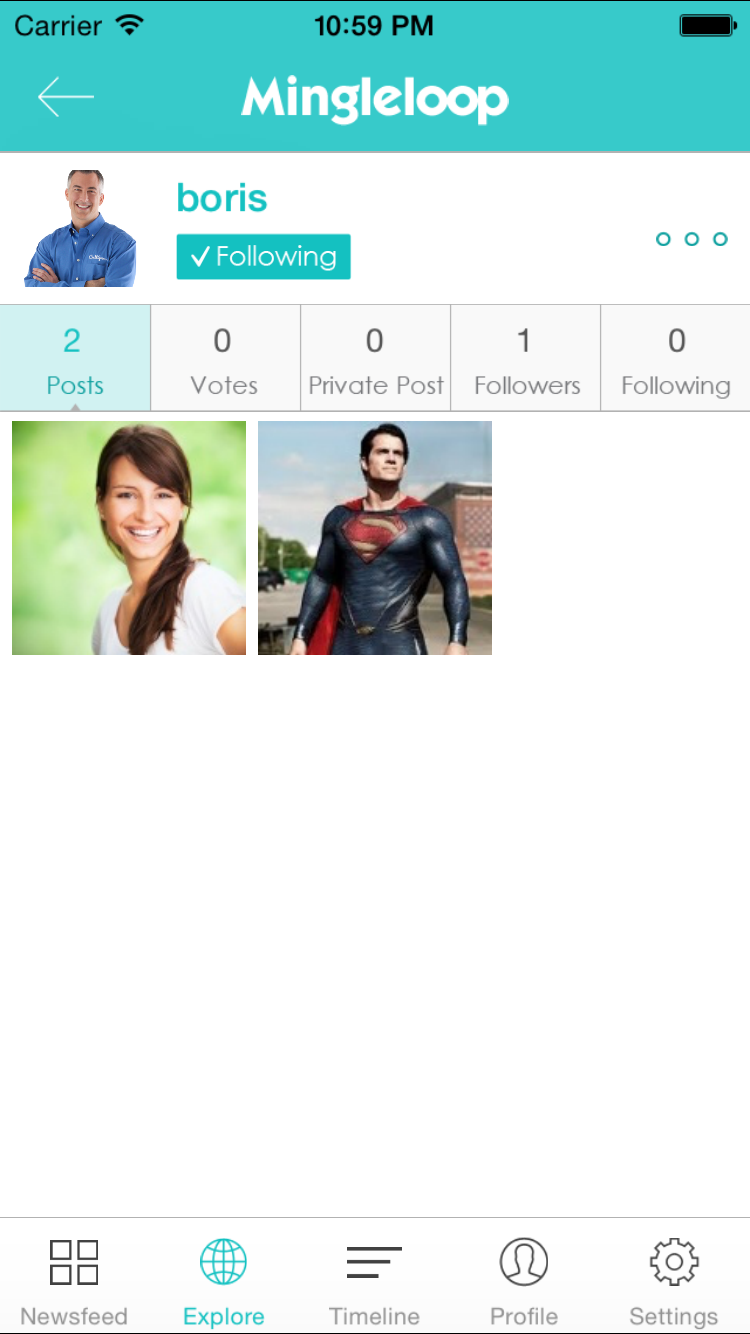 Carrier 10:59 PM
Mingleloop
boris
✓ Following
2 0 0 1 0
Posts Votes Private Post Followers Following
Newsfeed Explore Timeline Profile Settings